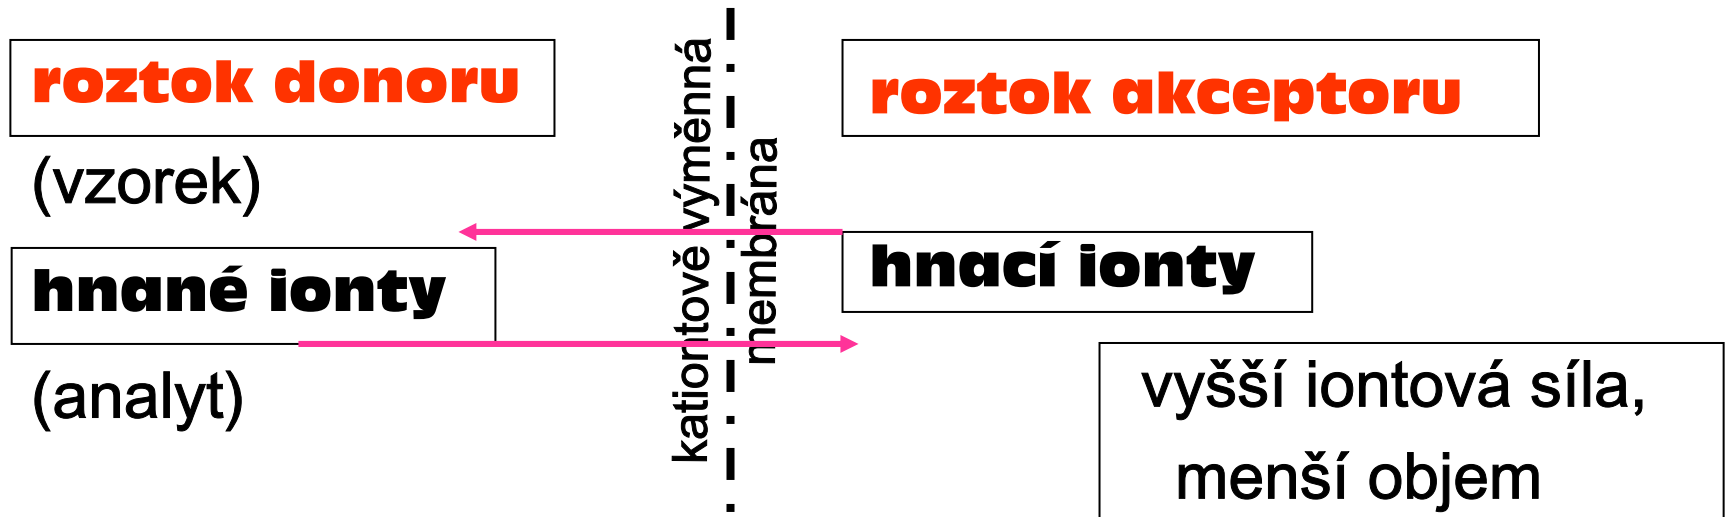 roztok donoru
(vzorek)
hnané ionty
(analyt)
kationtově výměnná
membrána
roztok akceptoru
hnací ionty
vyšší iontová síla,
menší objem